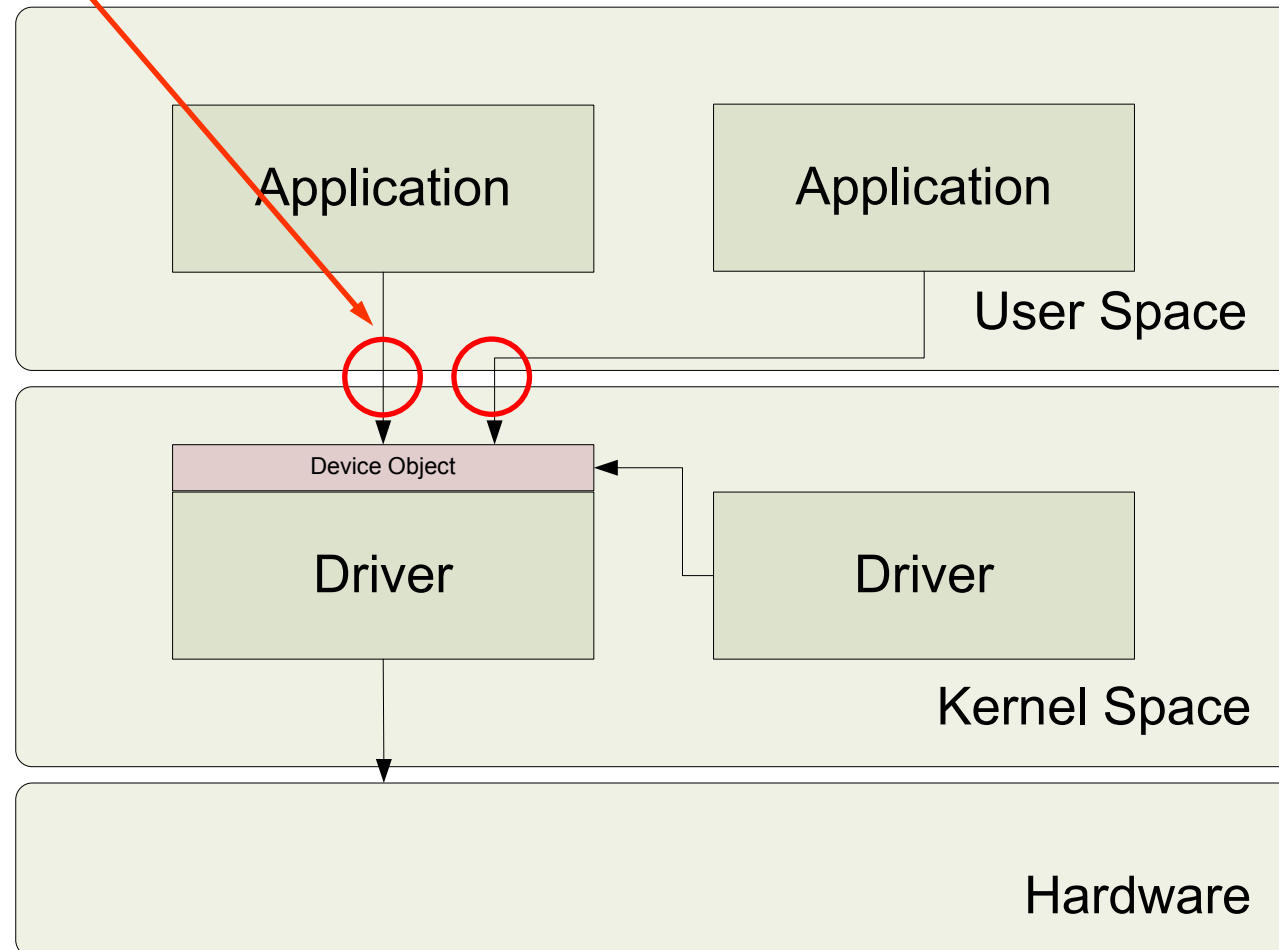 Application
Application
User Space
Device Object
Driver
Driver
Kernel Space
Hardware